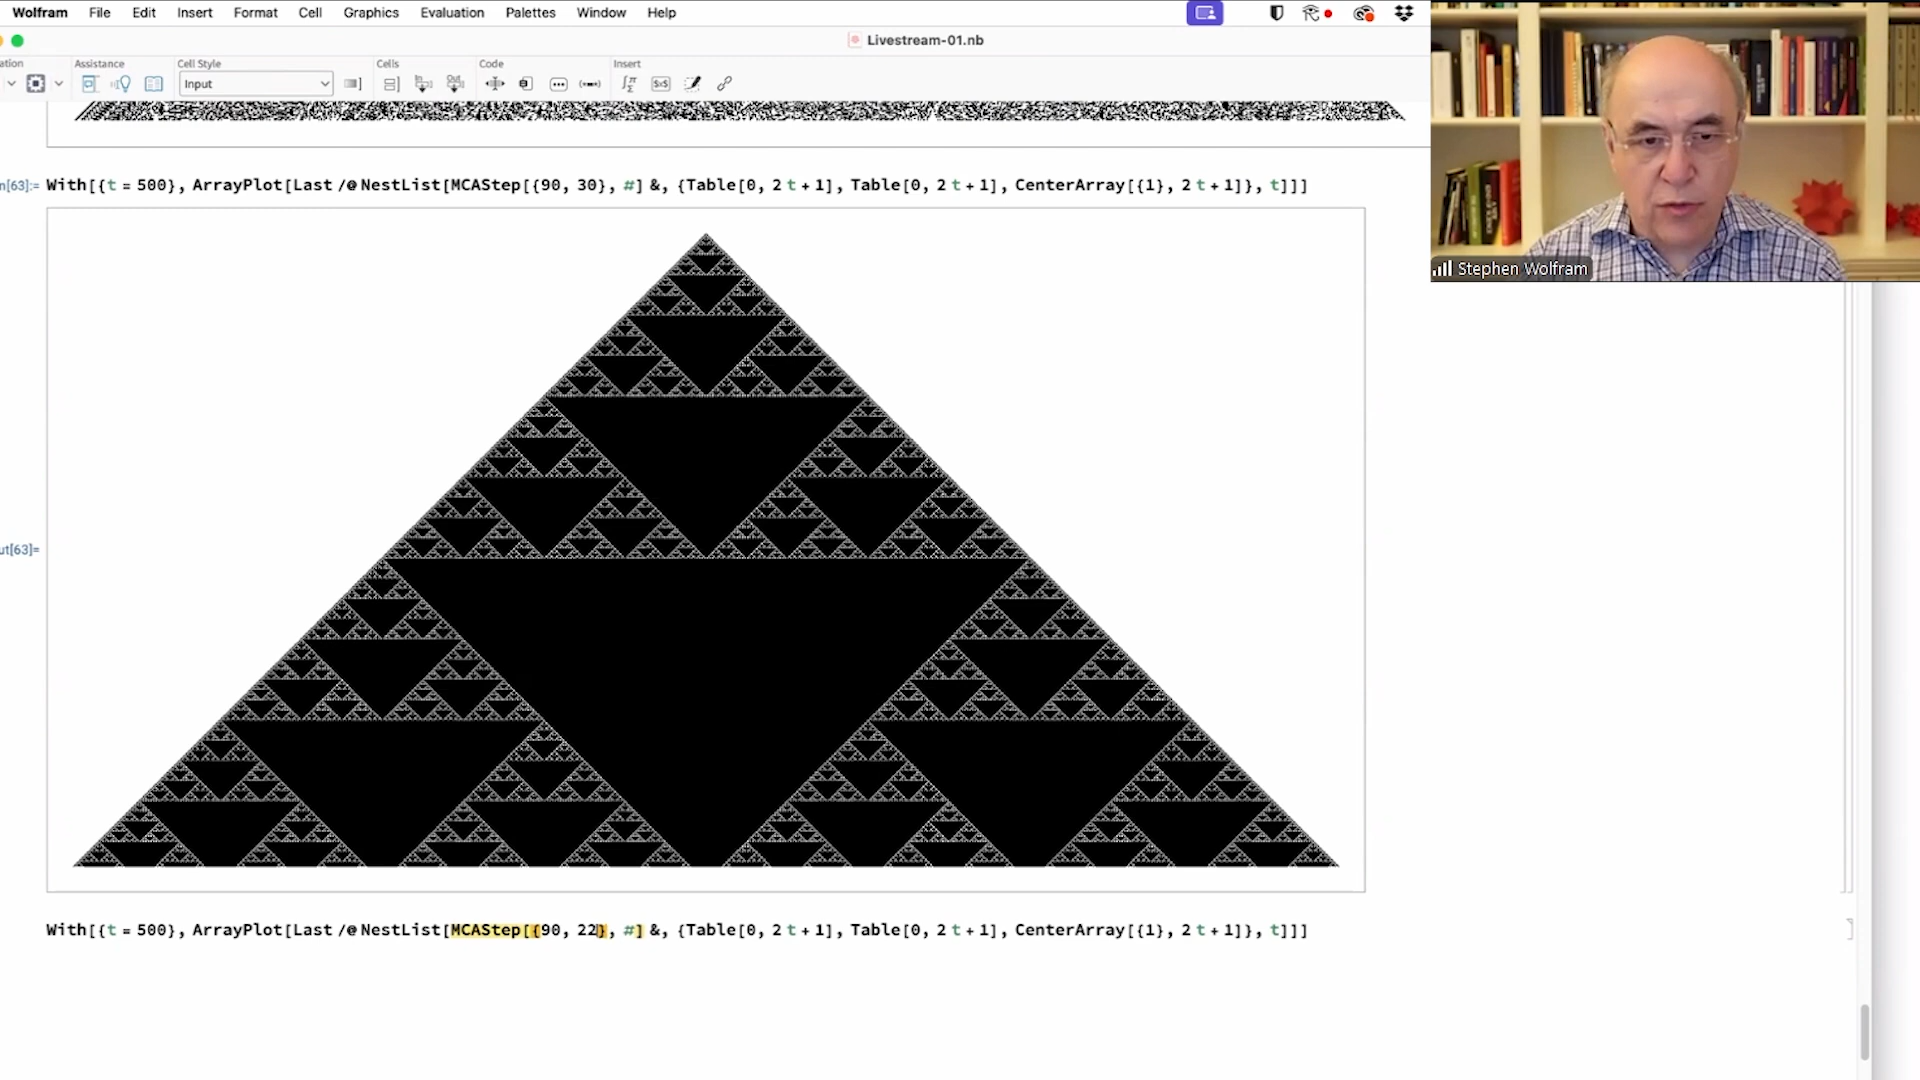 Wolfram File Edit Insert Format Cell Graphics Evaluation Palettes Window Help
Livestream-01.nb
ation Assistance Cell Style Cells Code Insert
Input
n[63]:= With[{t = 500}, ArrayPlot[Last /@ NestList[MCAStep[{90, 30}, #] &, {Table[0, 2 t + 1], Table[0, 2 t + 1], CenterArray[{1}, 2 t + 1]}, t]]]
Stephen Wolfram
ut[63]=
With[{t = 500}, ArrayPlot[Last /@ NestList[MCAStep[{90, 22}, #] &, {Table[0, 2 t + 1], Table[0, 2 t + 1], CenterArray[{1}, 2 t + 1]}, t]]]